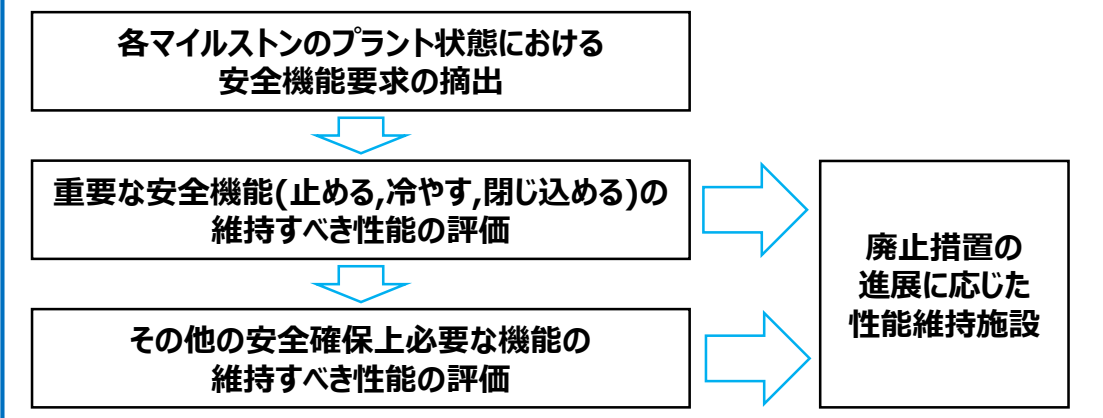 各マイルストンのプラント状態における
安全機能要求の摘出
重要な安全機能(止める,冷やす,閉じ込める)の
維持すべき性能の評価
その他の安全確保上必要な機能の
維持すべき性能の評価
廃止措置の
進展に応じた
性能維持施設